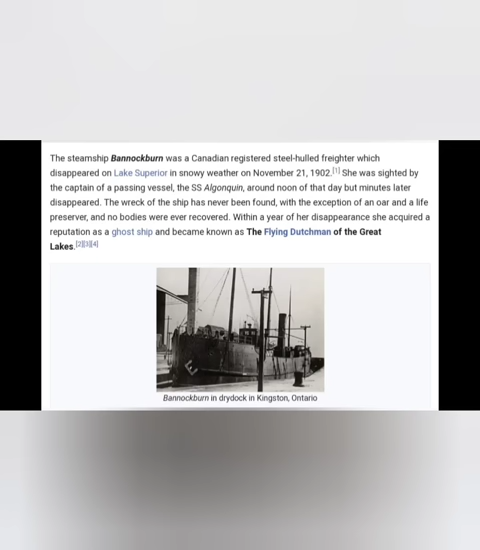 The steamship Bannockburn was a Canadian registered steel-hulled freighter which
disappeared on Lake Superior in snowy weather on November 21, 1902.[1] She was sighted by
the captain of a passing vessel, the SS Algonquin, around noon of that day but minutes later
disappeared. The wreck of the ship has never been found, with the exception of an oar and a life
preserver, and no bodies were ever recovered. Within a year of her disappearance she acquired a
reputation as a ghost ship and became known as The Flying Dutchman of the Great
Lakes.[2][3][4]
Bannockburn in drydock in Kingston, Ontario